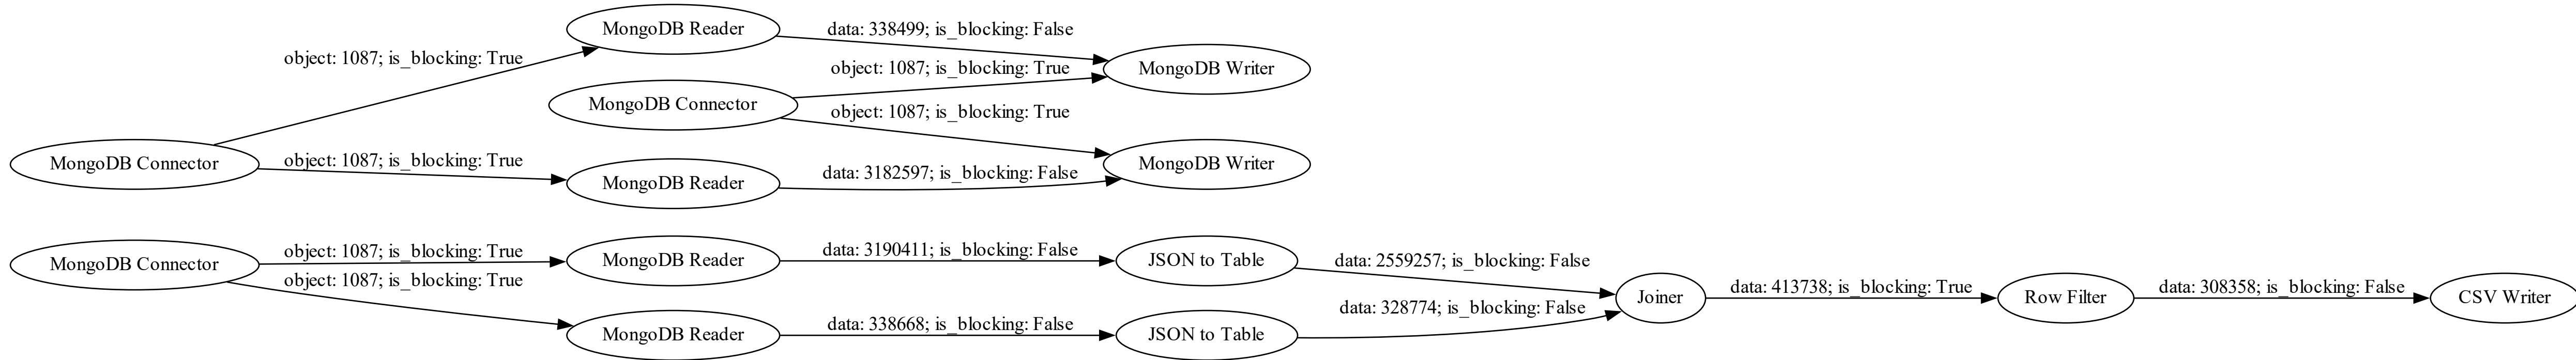 MongoDB Reader
data: 338499; is_blocking: False
object: 1087; is_blocking: True
object: 1087; is_blocking: True
MongoDB Writer
MongoDB Connector
object: 1087; is_blocking: True
MongoDB Connector
object: 1087; is_blocking: True
MongoDB Writer
data: 3182597; is_blocking: False
MongoDB Reader
MongoDB Connector
object: 1087; is_blocking: True
MongoDB Reader
data: 3190411; is_blocking: False
JSON to Table
data: 2559257; is_blocking: False
object: 1087; is_blocking: True
MongoDB Reader
data: 338668; is_blocking: False
JSON to Table
data: 328774; is_blocking: False
Joiner
data: 413738; is_blocking: True
Row Filter
data: 308358; is_blocking: False
CSV Writer